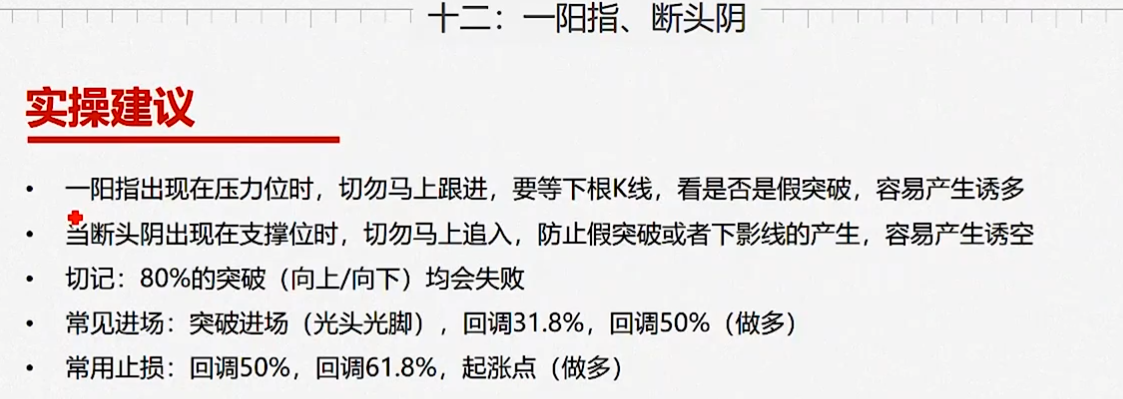 十二：一阳指、断头阴
实操建议
• 一阳指出现在压力位时，切勿马上跟进，要等下根K线，看是否是假突破，容易产生诱多
• 当断头阴出现在支撑位时，切勿马上追入，防止假突破或者下影线的产生，容易产生诱空
• 切记：80%的突破（向上/向下）均会失败
• 常见进场：突破进场（光头光脚），回调31.8%，回调50%（做多）
• 常用止损：回调50%，回调61.8%，起涨点（做多）